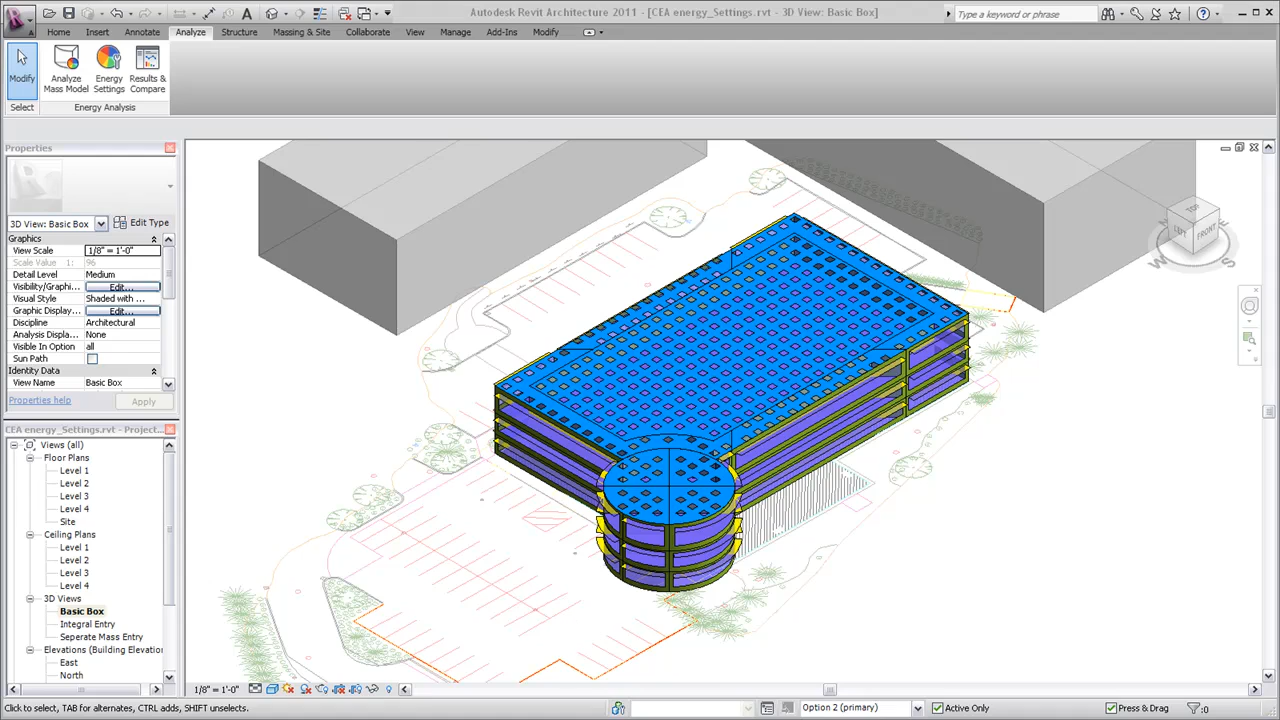 Autodesk Revit Architecture 2011 - [CEA energy_Settings.rvt - 3D View: Basic Box]
Type a keyword or phrase
Home Insert Annotate Analyze Structure Massing & Site Collaborate View Manage Add-Ins Modify
Modify
Analyze Mass Model
Energy Settings
Results & Compare
Select
Energy Analysis
Properties
3D View: Basic Box
Edit Type
Graphics
View Scale 1/8" = 1'-0"
Scale Value 1: 96
Detail Level Medium
Visibility/Graphi... Edit...
Visual Style Shaded with ...
Graphic Display... Edit...
Discipline Architectural
Analysis Displa... None
Visible In Option all
Sun Path
Identity Data
View Name Basic Box
Properties help
Apply
CEA energy_Settings.rvt - Project...
Views (all)
Floor Plans
Level 1
Level 2
Level 3
Level 4
Site
Ceiling Plans
Level 1
Level 2
Level 3
Level 4
3D Views
Basic Box
Integral Entry
Seperate Mass Entry
Elevations (Building Elevation
East
North
TOP
LEFT
FRONT
W
S
1/8" = 1'-0"
Click to select, TAB for alternates, CTRL adds, SHIFT unselects.
Option 2 (primary)
Active Only
Press & Drag
:0